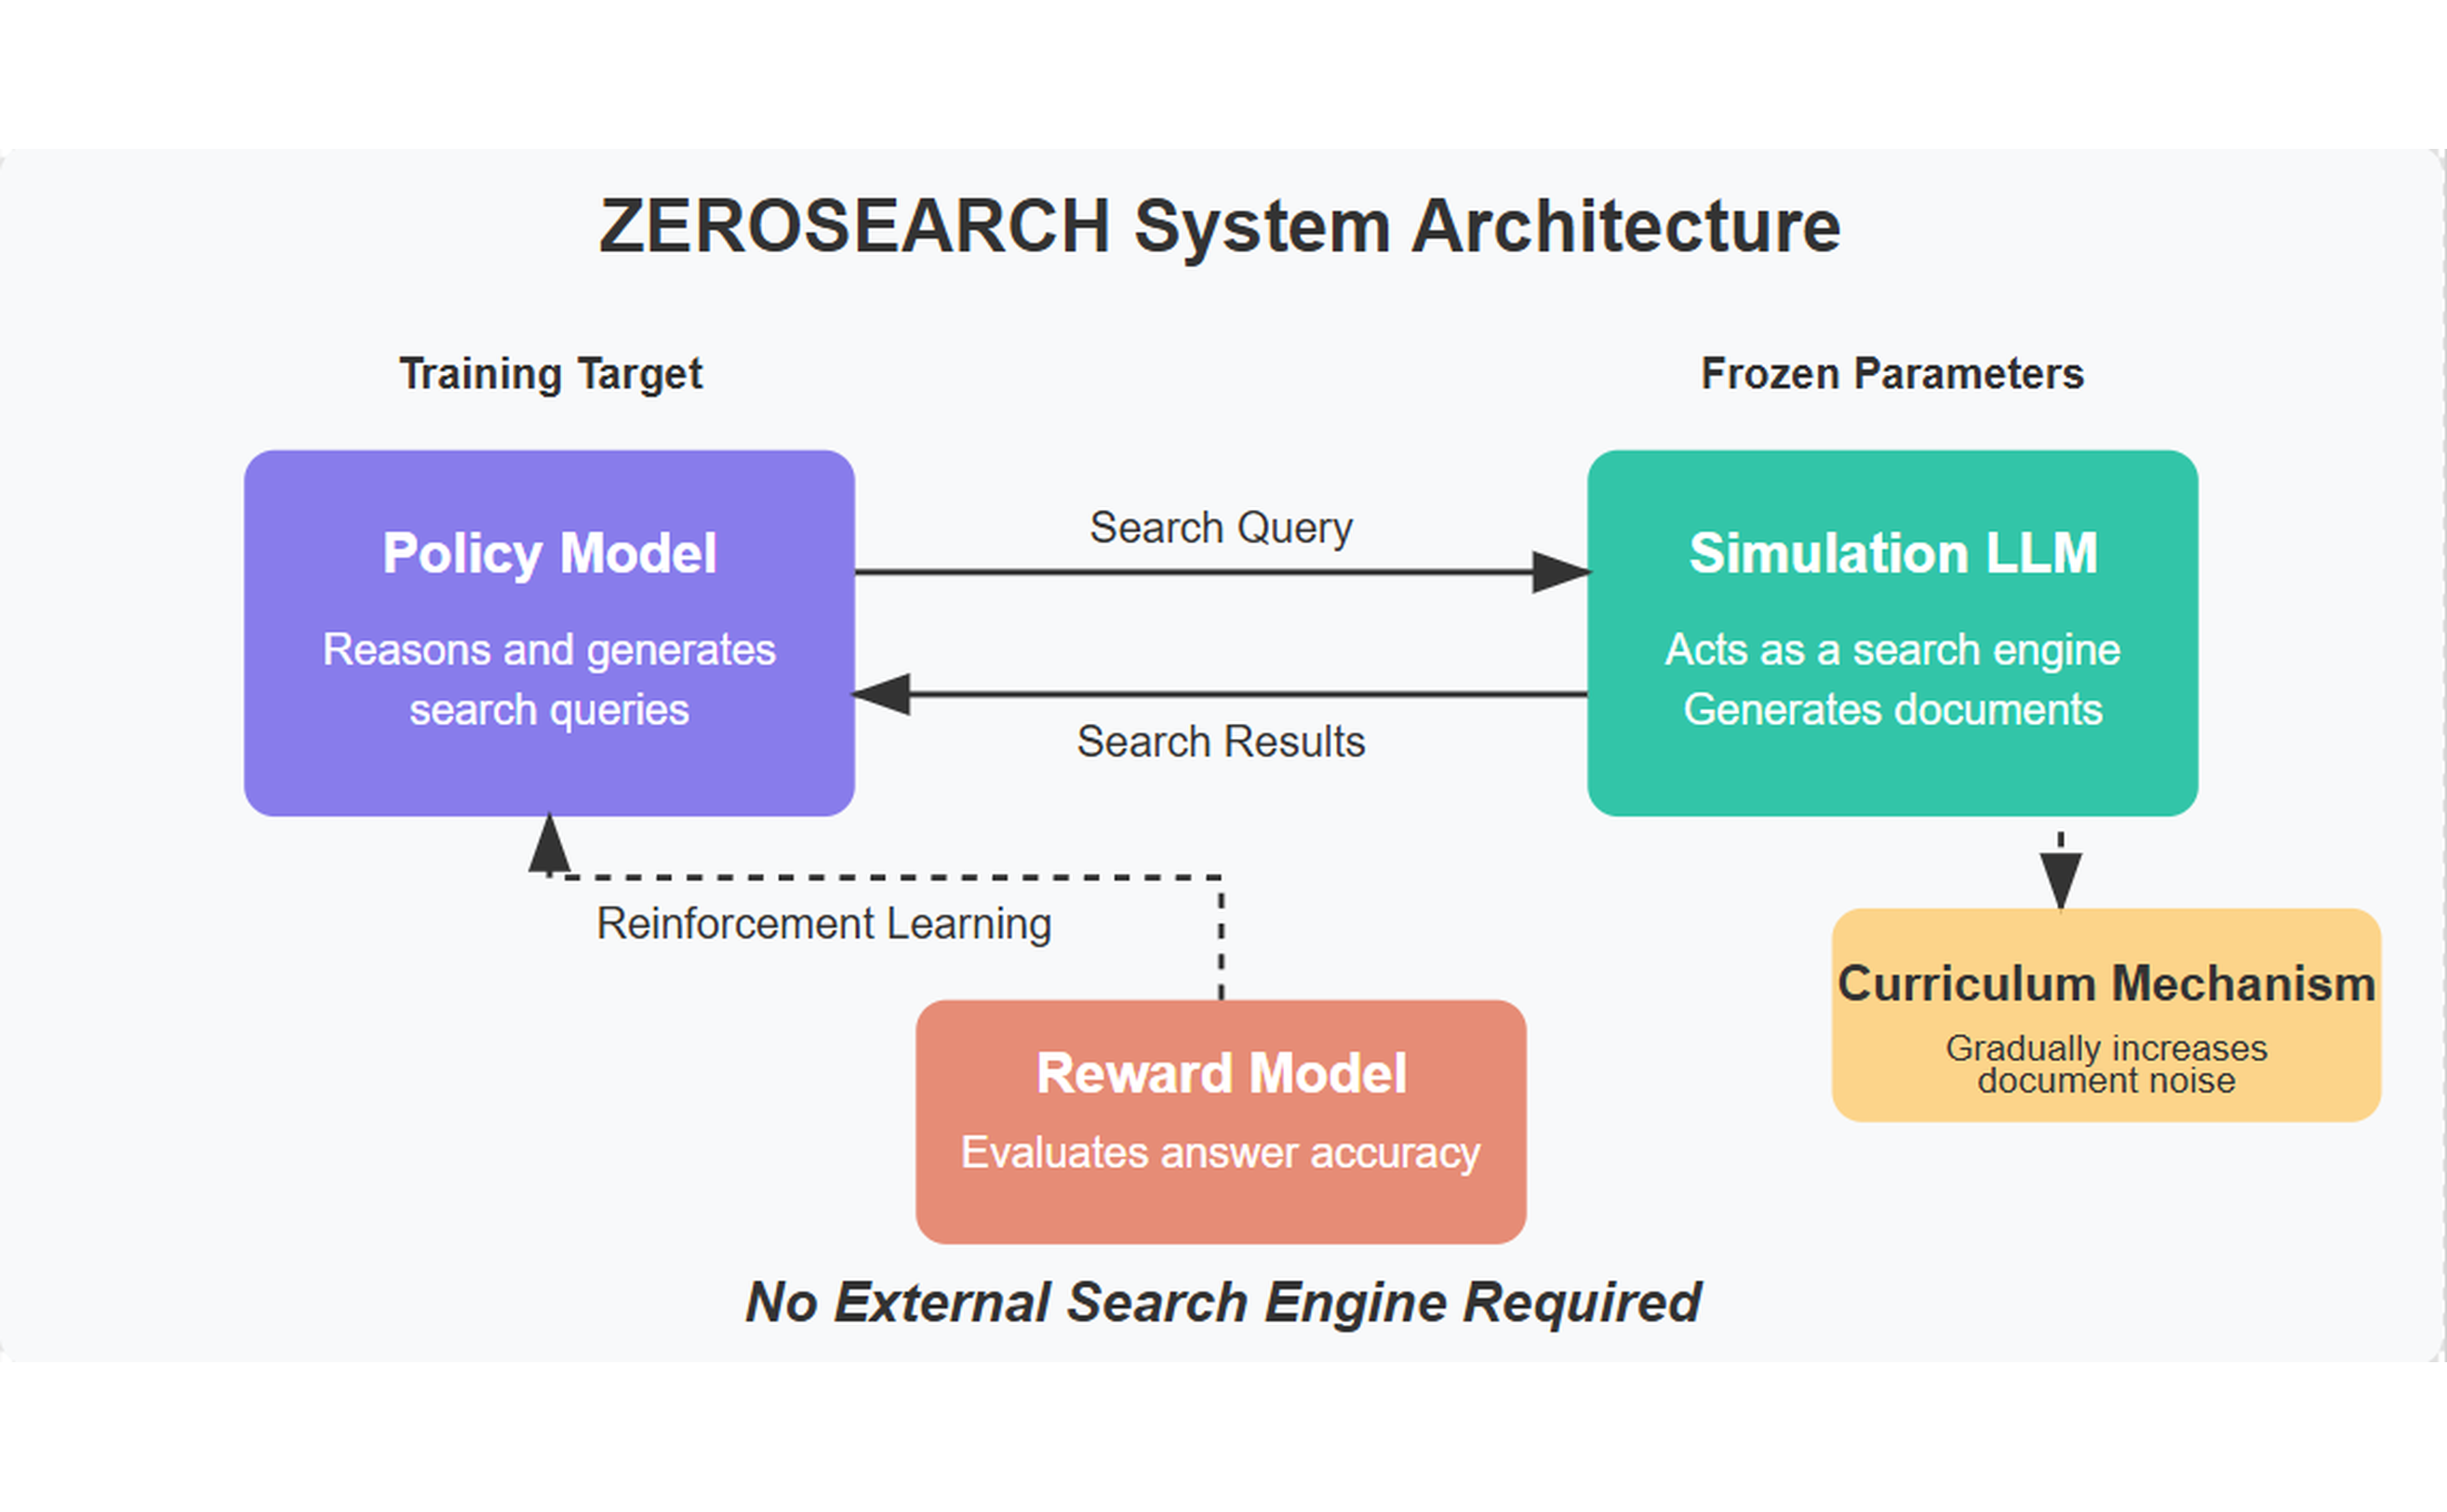 ZEROSEARCH System Architecture
Training Target
Frozen Parameters
Policy Model
Reasons and generates
search queries
Search Query
Search Results
Simulation LLM
Acts as a search engine
Generates documents
Reinforcement Learning
Curriculum Mechanism
Gradually increases
document noise
Reward Model
Evaluates answer accuracy
No External Search Engine Required